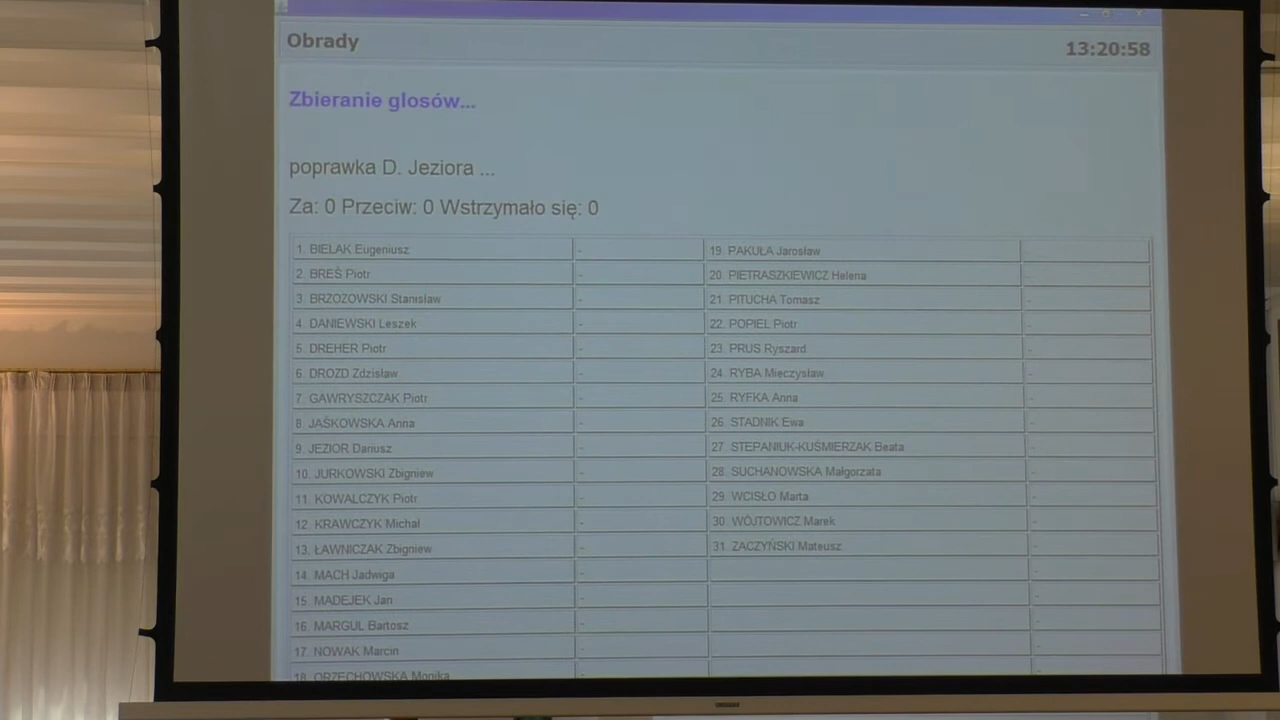 Obrady
13:20:58
Zbieranie glosów...
poprawka D. Jeziora ...
Za: 0 Przeciw: 0 Wstrzymało się: 0
1. BIELAK Eugeniusz -
2. BREŚ Piotr -
3. BRZOZOWSKI Stanisław -
4. DANIEWSKI Leszek -
5. DREHER Piotr -
6. DROZD Zdzisław -
7. GAWRYSZCZAK Piotr -
8. JAŚKOWSKA Anna -
9. JEZIOR Dariusz -
10. JURKOWSKI Zbigniew -
11. KOWALCZYK Piotr -
12. KRAWCZYK Michał -
13. ŁAWNICZAK Zbigniew -
14. MACH Jadwiga -
15. MADEJEK Jan -
16. MARGUL Bartosz -
17. NOWAK Marcin -
18. ORZECHOWSKA Monika -
19. PAKUŁA Jarosław
20. PIETRASZKIEWICZ Helena -
21. PITUCHA Tomasz -
22. POPIEL Piotr -
23. PRUS Ryszard -
24. RYBA Mieczysław -
25. RYFKA Anna -
26. STADNIK Ewa -
27. STEPANIUK-KUŚMIERZAK Beata -
28. SUCHANOWSKA Małgorzata -
29. WCISŁO Marta -
30. WÓJTOWICZ Marek -
31. ZACZYŃSKI Mateusz -
-
-
-
-
-